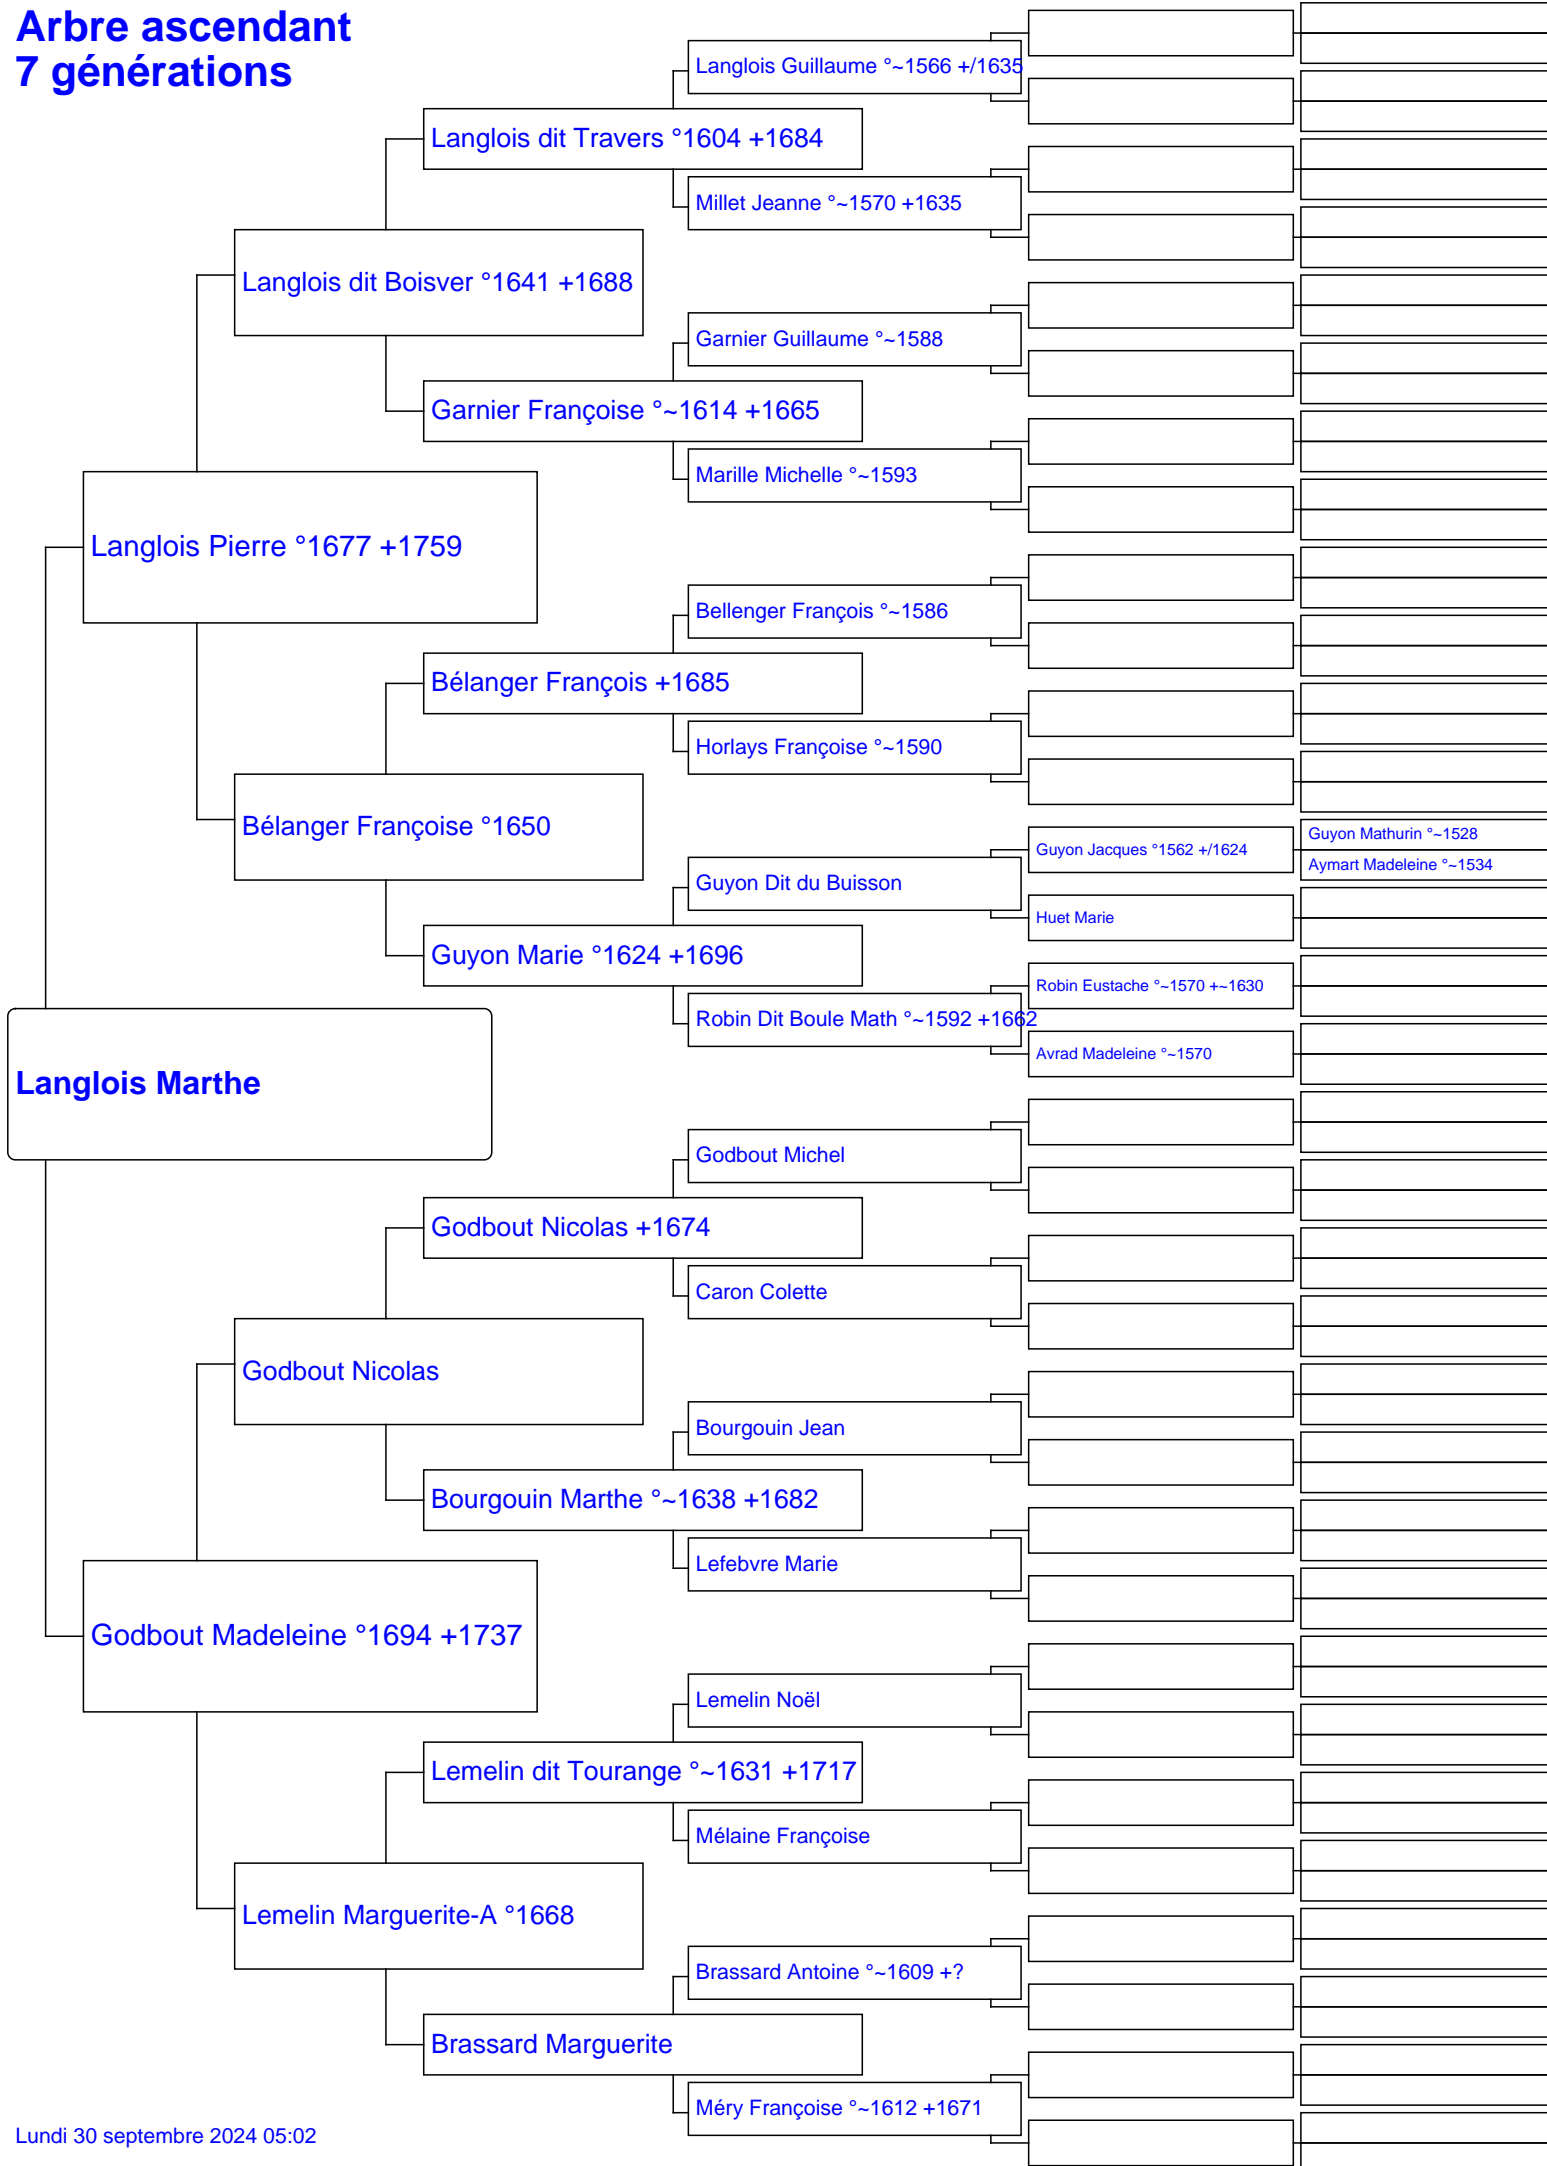 Arbre ascendant
7 générations
Langlois Guillaume °~1566 +/1635
Langlois dit Travers °1604 +1684
Millet Jeanne °~1570 +1635
Langlois dit Boisver °1641 +1688
Garnier Guillaume °~1588
Garnier Françoise °~1614 +1665
Marille Michelle °~1593
Langlois Pierre °1677 +1759
Bellenger François °~1586
Bélanger François +1685
Horlays Françoise °~1590
Bélanger Françoise °1650
Guyon Mathurin °~1528
Guyon Jacques °1562 +/1624
Aymart Madeleine °~1534
Guyon Dit du Buisson
Huet Marie
Guyon Marie °1624 +1696
Robin Eustache °~1570 +~1630
Robin Dit Boule Math °~1592 +1662
Avrad Madeleine °~1570
Langlois Marthe
Godbout Michel
Godbout Nicolas +1674
Caron Colette
Godbout Nicolas
Bourgouin Jean
Bourgouin Marthe °~1638 +1682
Lefebvre Marie
Godbout Madeleine °1694 +1737
Lemelin Noël
Lemelin dit Tourange °~1631 +1717
Mélaine Françoise
Lemelin Marguerite-A °1668
Brassard Antoine °~1609 +?
Brassard Marguerite
Méry Françoise °~1612 +1671
Lundi 30 septembre 2024 05:02